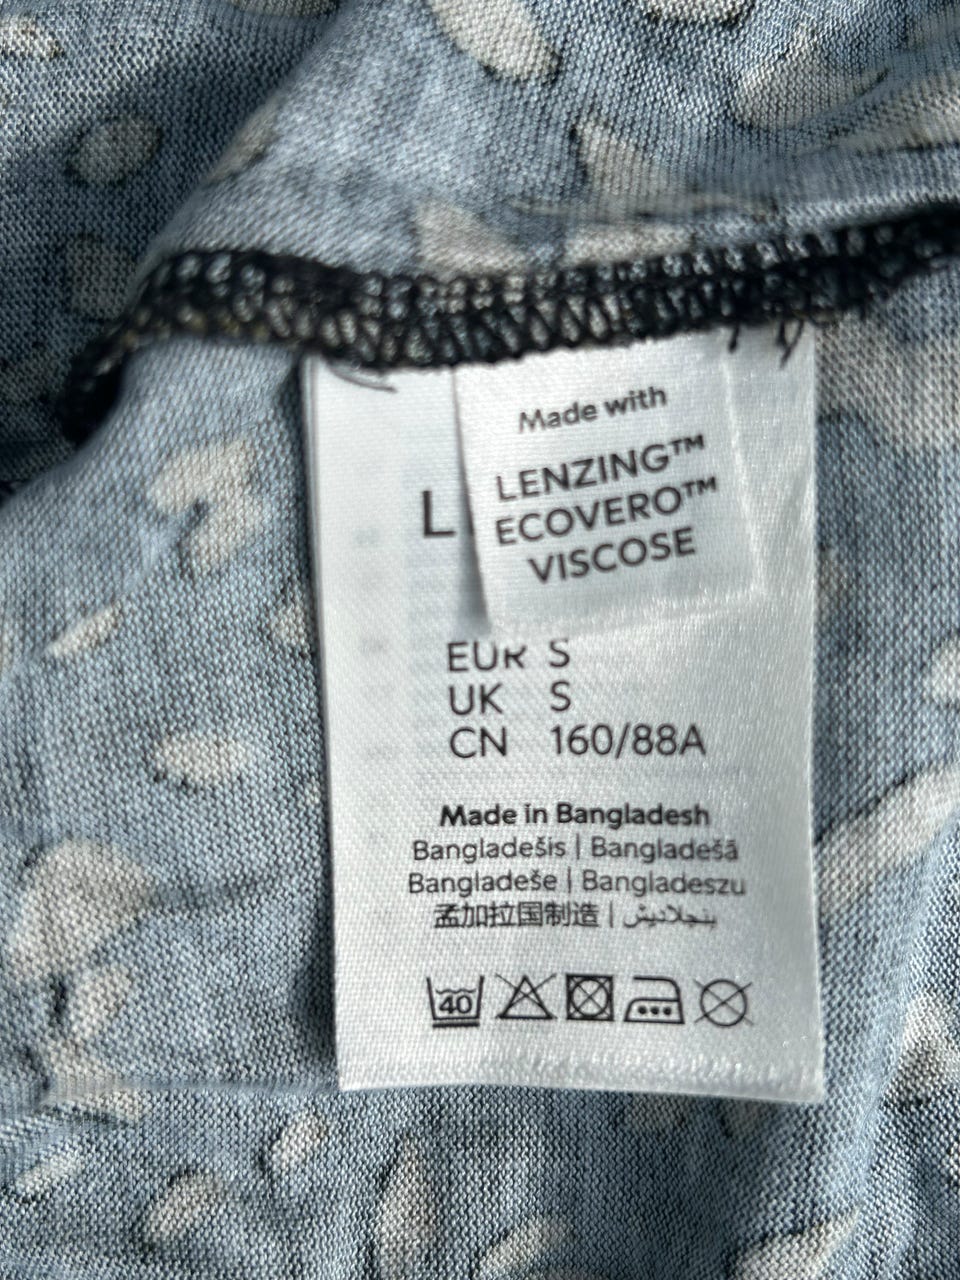 Made with
LENZING™
ECOVERO™
VISCOSE
EUR S
UK S
CN 160/88A
Made in Bangladesh
Bangladešis | Bangladešā
Bangladeše | Bangladeszu
孟加拉国制造 | بنجلاديش
40